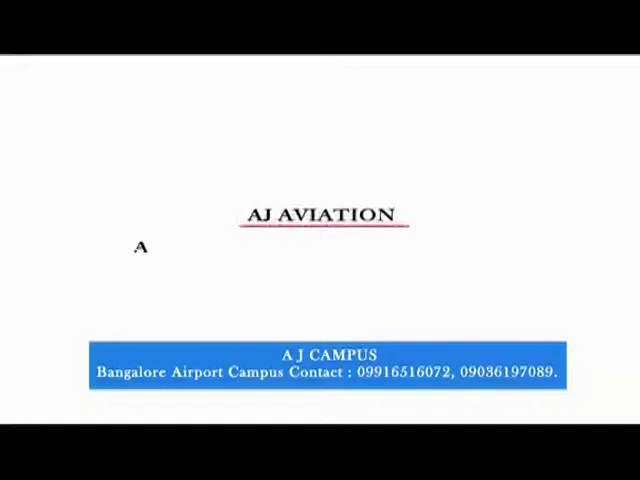 AJ AVIATION
A
A J CAMPUS
Bangalore Airport Campus Contact : 09916516072, 09036197089.